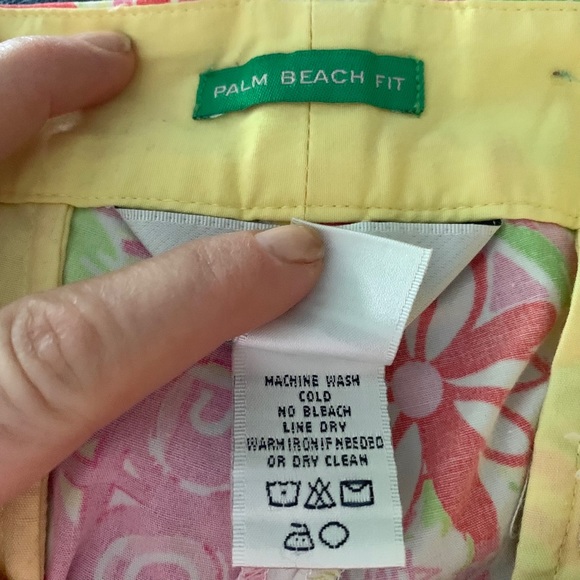 PALM BEACH FIT
MACHINE WASH
COLD
NO BLEACH
LINE DRY
WARM IRON IF NEEDED
OR DRY CLEAN